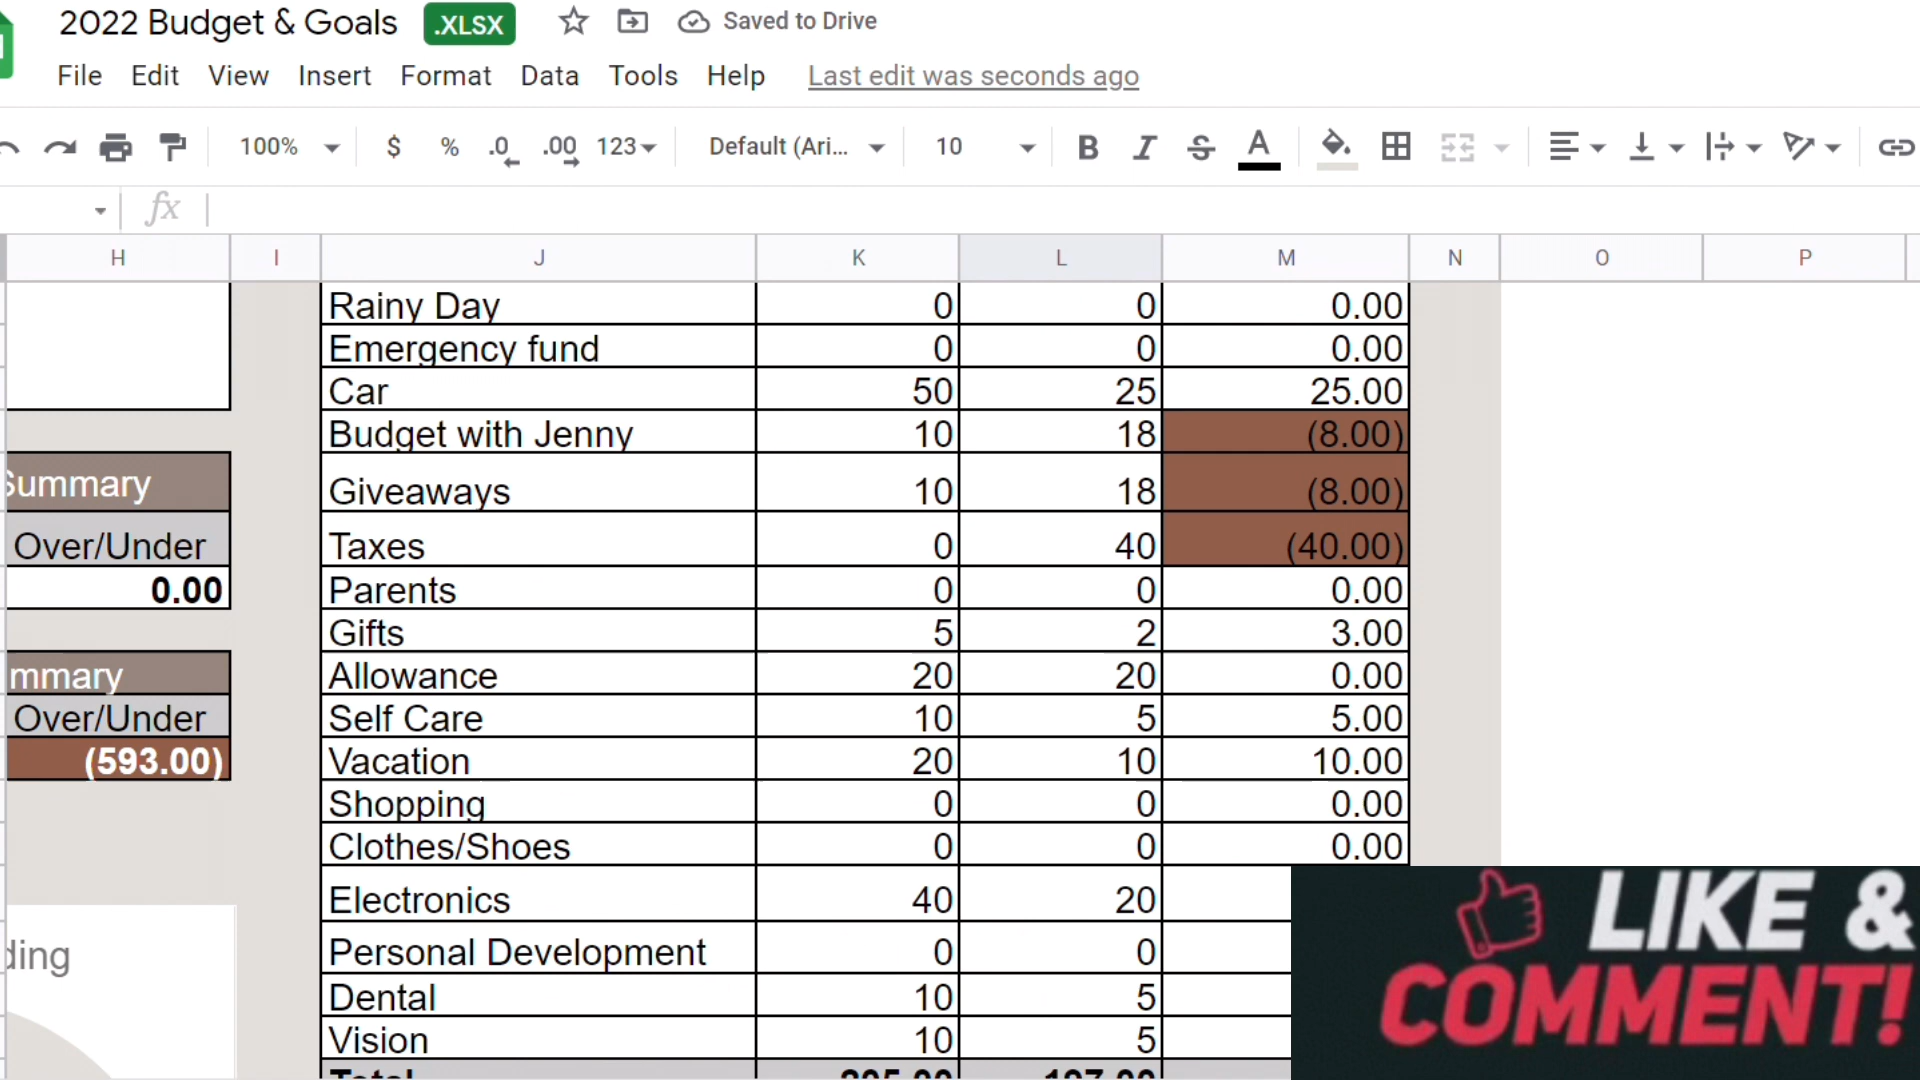 2022 Budget & Goals .XLSX Saved to Drive
File Edit View Insert Format Data Tools Help Last edit was seconds ago
100% $ % .0 .00 123 Default (Ari... 10 B I S A
fx
H I J K L M N O P
Rainy Day 0 0 0.00
Emergency fund 0 0 0.00
Car 50 25 25.00
Budget with Jenny 10 18 (8.00)
Summary
Giveaways 10 18 (8.00)
Over/Under
Taxes 0 40 (40.00)
0.00
Parents 0 0 0.00
Gifts 5 2 3.00
mmary
Allowance 20 20 0.00
Over/Under
Self Care 10 5 5.00
(593.00)
Vacation 20 10 10.00
Shopping 0 0 0.00
Clothes/Shoes 0 0 0.00
Electronics 40 20
ding
Personal Development 0 0
Dental 10 5
Vision 10 5
Total
LIKE &
COMMENT!